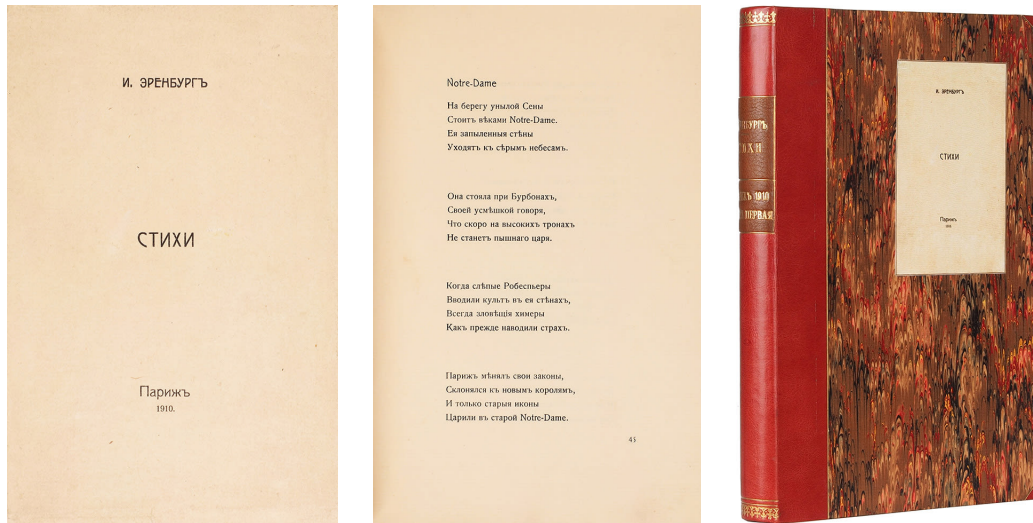 И. ЭРЕНБУРГЪ
СТИХИ
Парижъ
1910.
Notre-Dame
На берегу унылой Сены
Стоитъ вѣками Notre-Dame.
Ея запыленныя стѣны
Уходятъ къ сѣрымъ небесамъ.
Она стояла при Бурбонахъ,
Своей усмѣшкой говоря,
Что скоро на высокихъ тронахъ
Не станетъ пышнаго царя.
Когда слѣпые Робеспьеры
Вводили культъ въ ея стѣнахъ,
Всегда зловѣщія химеры
Какъ прежде наводили страхъ.
Парижъ мѣнялъ свои законы,
Склонялся къ новымъ королямъ,
И только старыя иконы
Царили въ старой Notre-Dame.
43
1910
ПЕРВАЯ
И. ЭРЕНБУРГЪ
СТИХИ
Парижъ
1910.